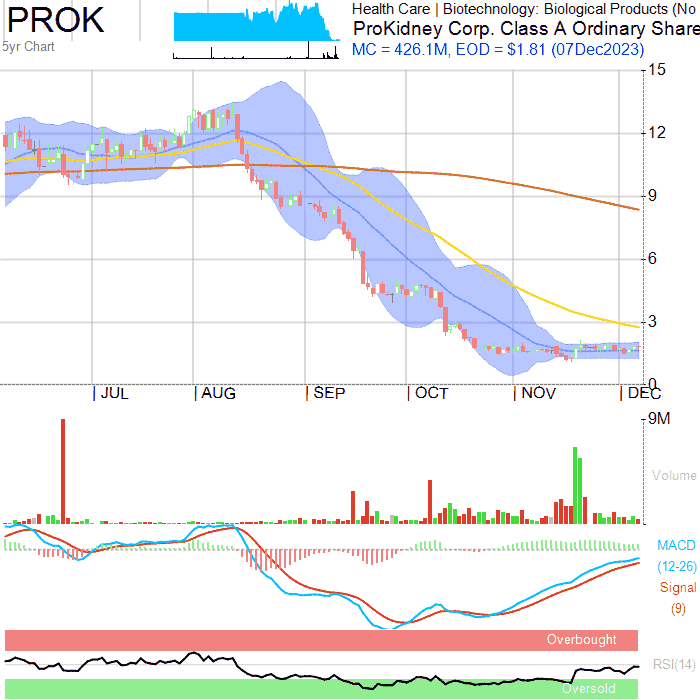 PROK
5yr Chart
Health Care | Biotechnology: Biological Products (No
ProKidney Corp. Class A Ordinary Share
MC = 426.1M, EOD = $1.81 (07Dec2023)
15
12
9
6
3
0
JUL AUG SEP OCT NOV DEC
9M
Volume
MACD
(12-26)
Signal
(9)
Overbought
RSI(14)
Oversold